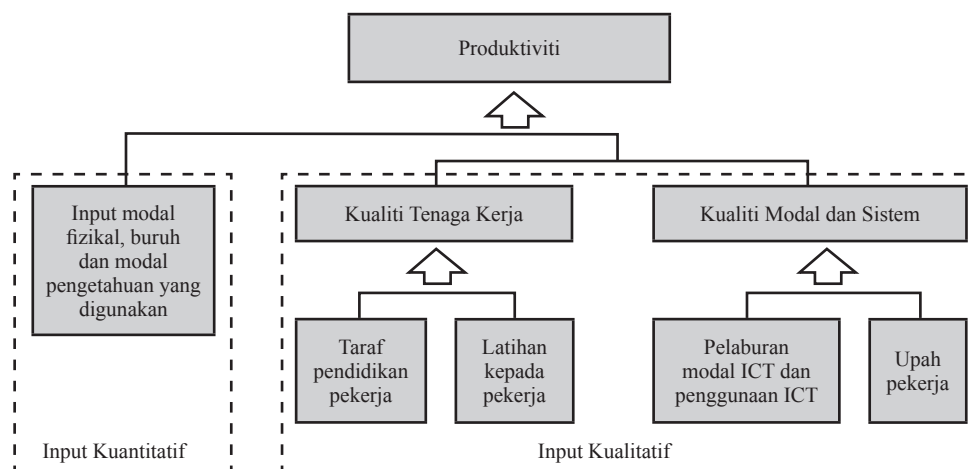 Produktiviti
Input modal
fizikal, buruh
dan modal
pengetahuan yang
digunakan
Kualiti Tenaga Kerja
Kualiti Modal dan Sistem
Taraf
pendidikan
pekerja
Latihan
kepada
pekerja
Pelaburan
modal ICT dan
penggunaan ICT
Upah
pekerja
Input Kuantitatif
Input Kualitatif